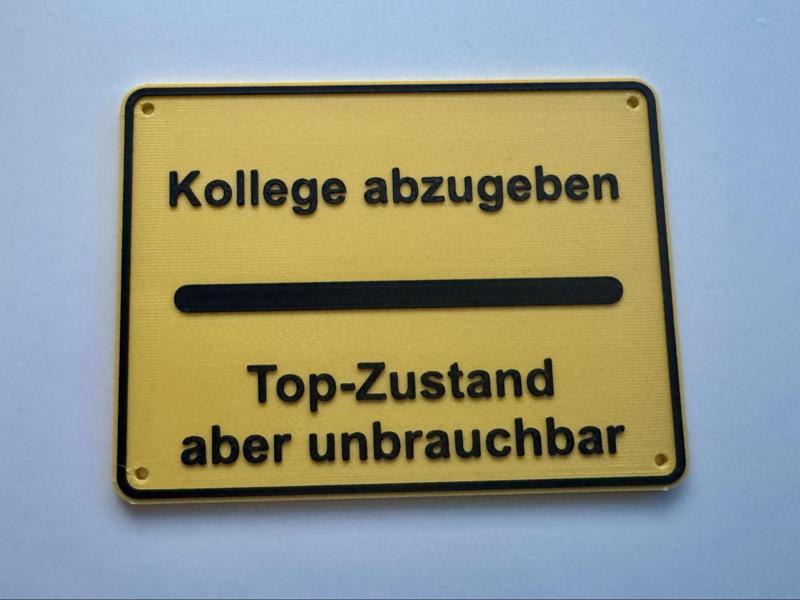 Kollege abzugeben
Top-Zustand
aber unbrauchbar